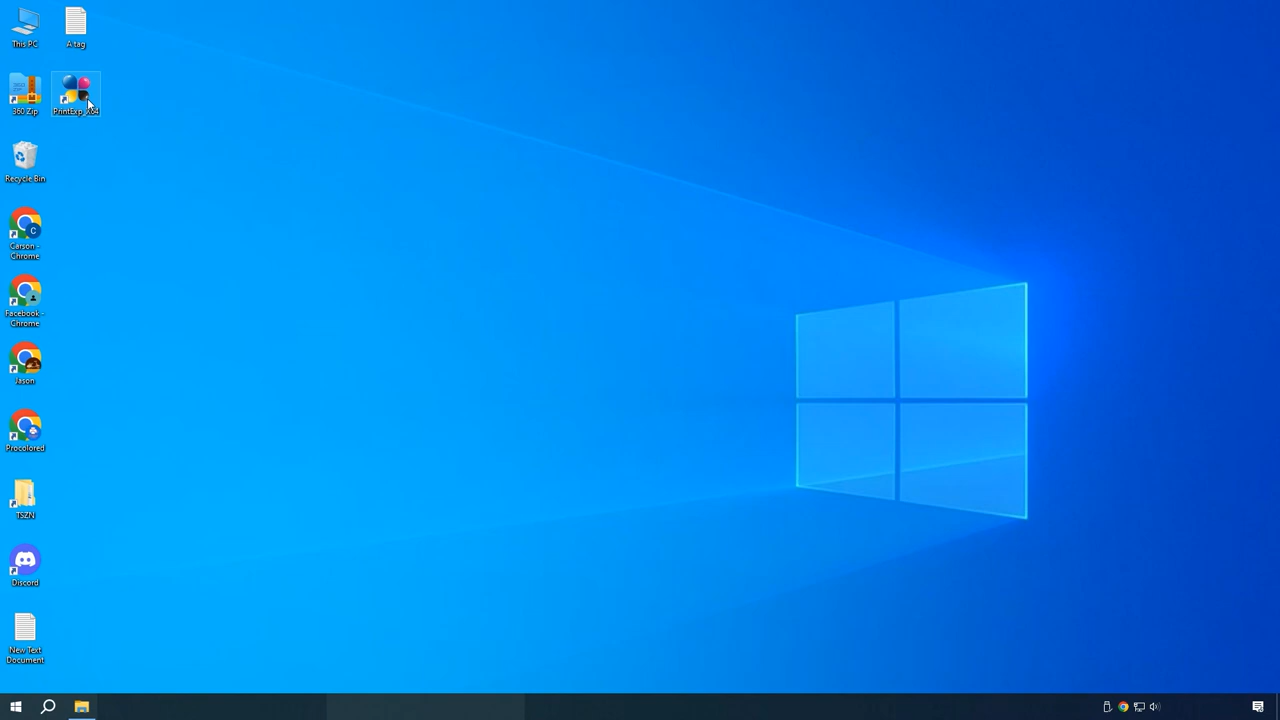 This PC
A tag
360 Zip
PrintExp_X64
Recycle Bin
Carson -
Chrome
Facebook -
Chrome
Jason
Procolored
TSZN
Discord
New Text
Document